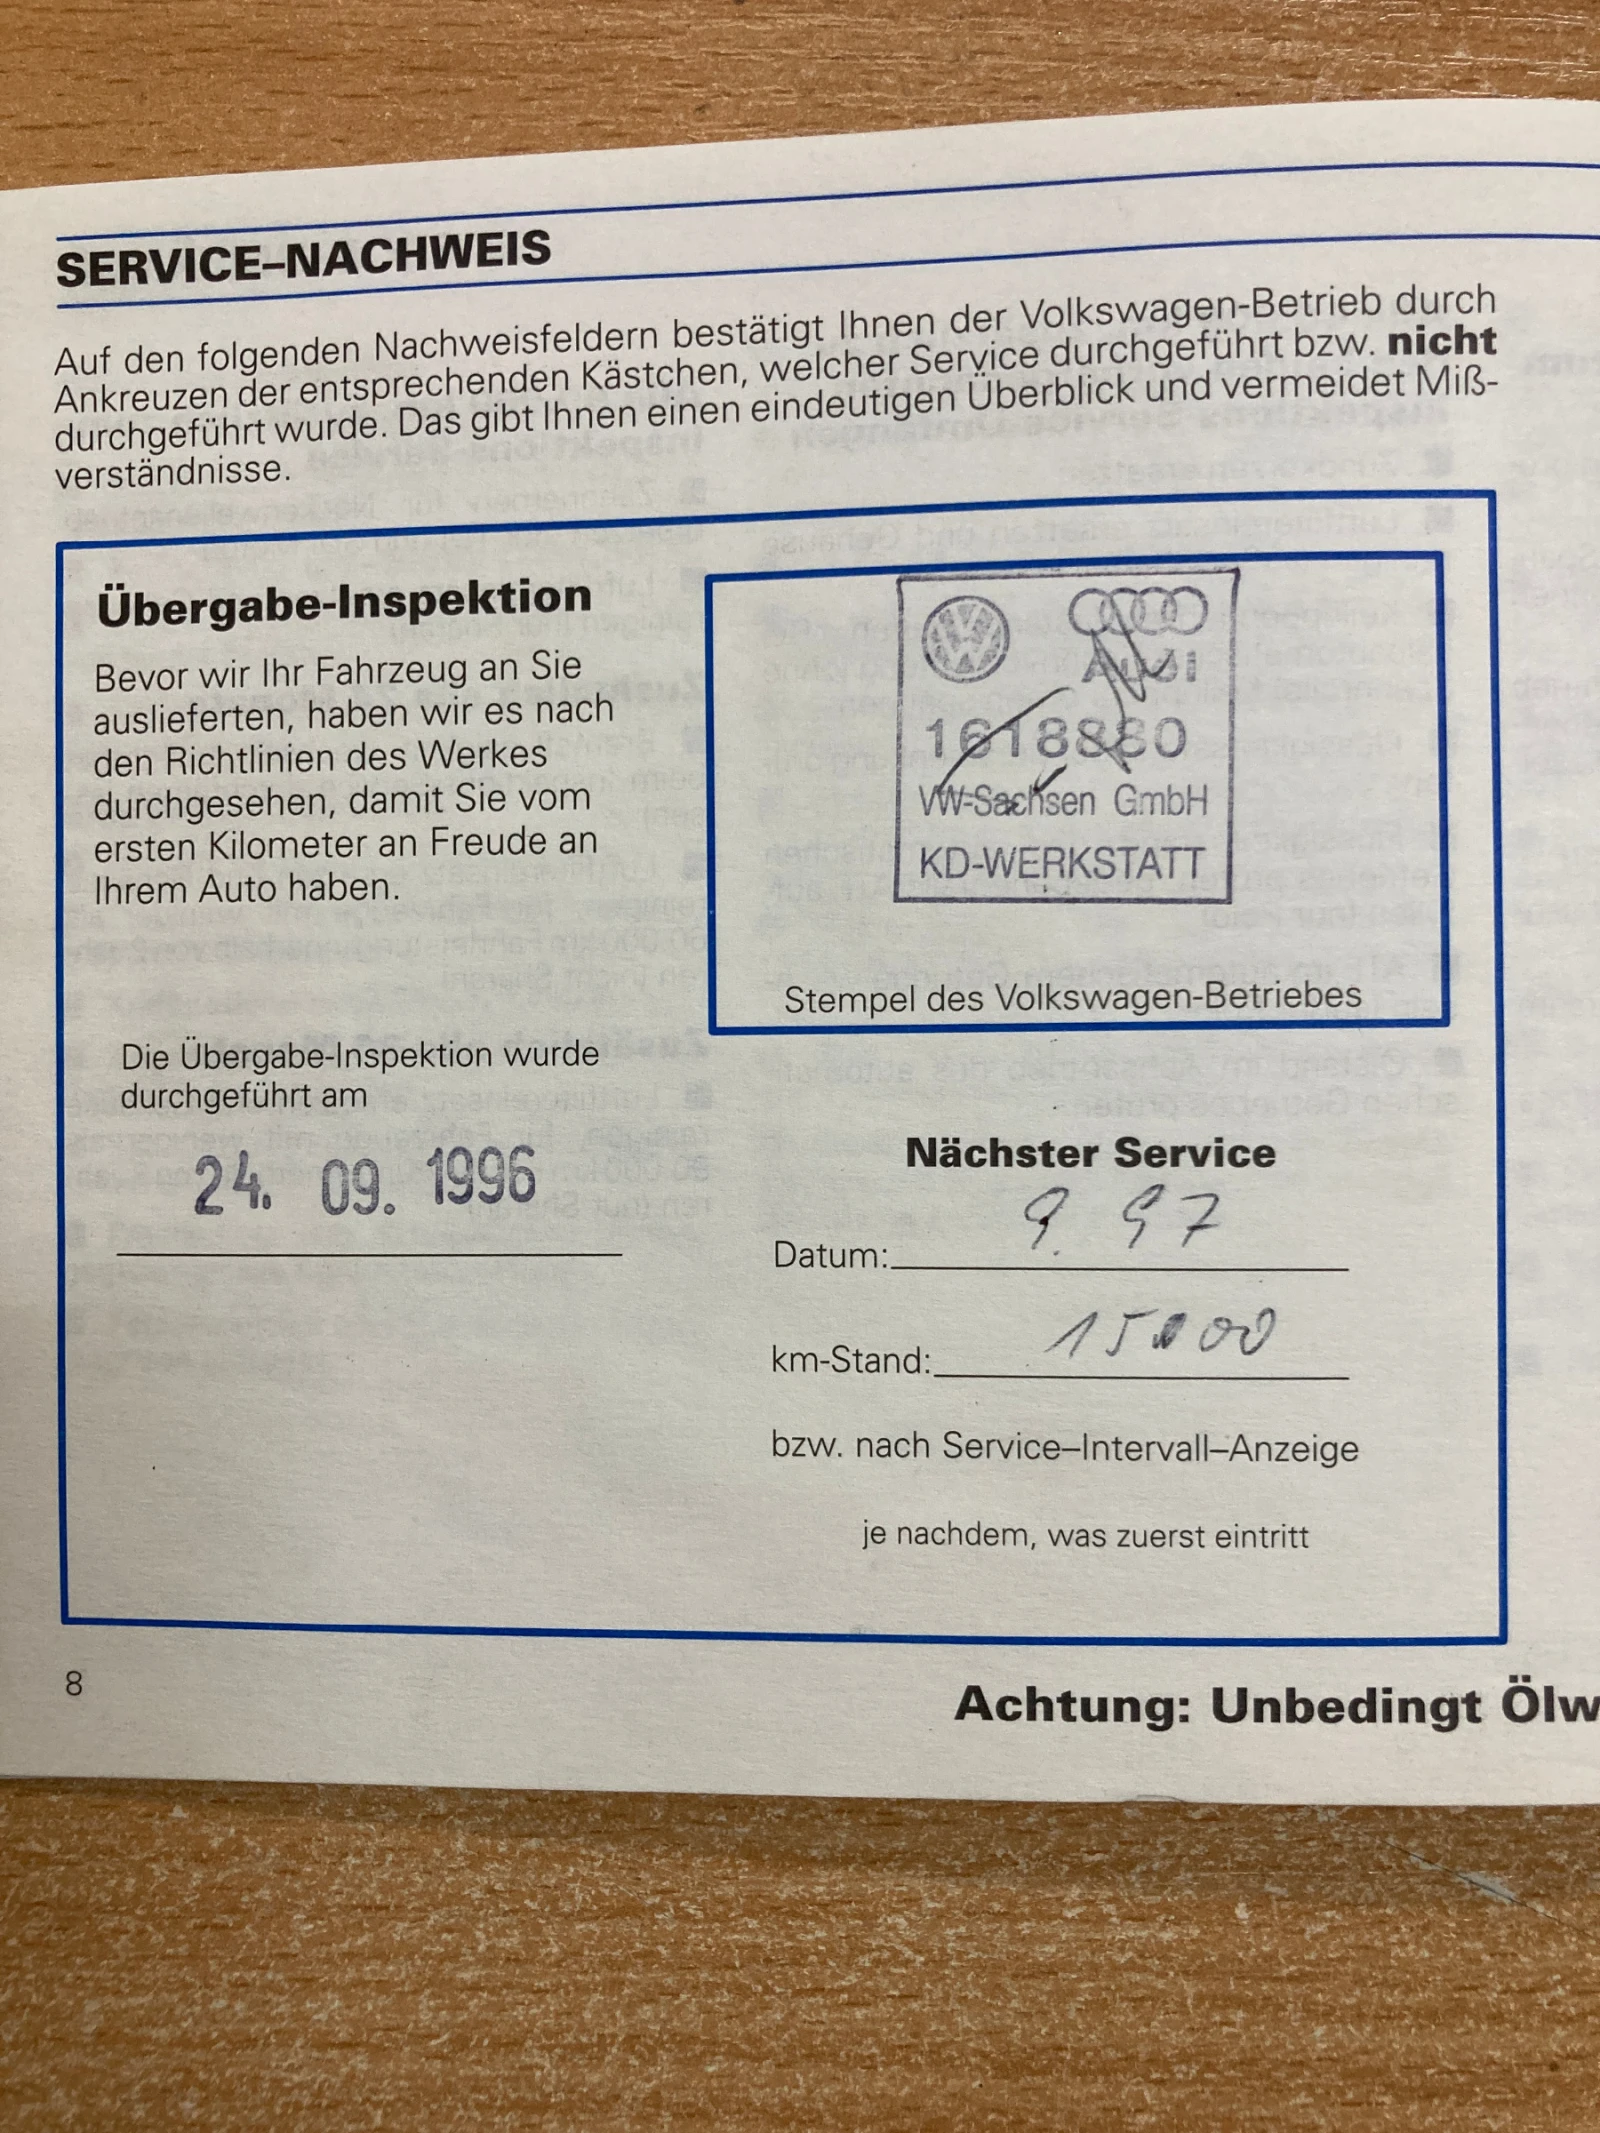 SERVICE–NACHWEIS
Auf den folgenden Nachweisfeldern bestätigt Ihnen der Volkswagen-Betrieb durch
Ankreuzen der entsprechenden Kästchen, welcher Service durchgeführt bzw. nicht
durchgeführt wurde. Das gibt Ihnen einen eindeutigen Überblick und vermeidet Miß-
verständnisse.
Übergabe-Inspektion
Bevor wir Ihr Fahrzeug an Sie
auslieferten, haben wir es nach
den Richtlinien des Werkes
durchgesehen, damit Sie vom
ersten Kilometer an Freude an
Ihrem Auto haben.
Audi
1618880
VW-Sachsen GmbH
KD-WERKSTATT
Stempel des Volkswagen-Betriebes
Die Übergabe-Inspektion wurde
durchgeführt am
24. 09. 1996
Nächster Service
Datum: 9. 97
km-Stand: 15000
bzw. nach Service–Intervall–Anzeige
je nachdem, was zuerst eintritt
8
Achtung: Unbedingt Ölw